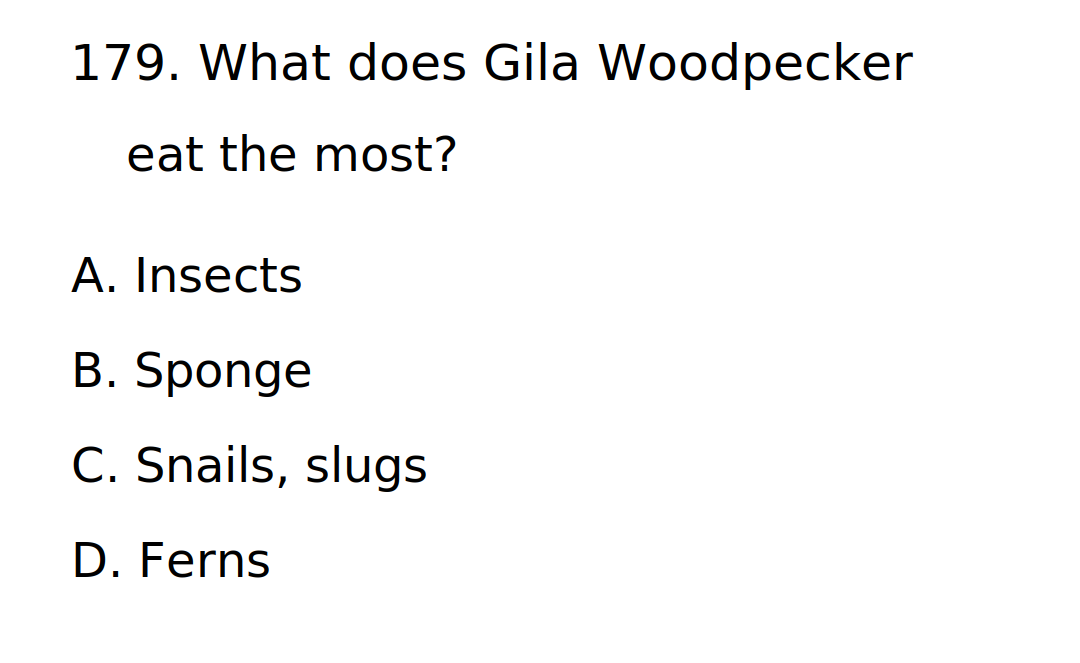 179. What does Gila Woodpecker
eat the most?
A. Insects
B. Sponge
C. Snails, slugs
D. Ferns